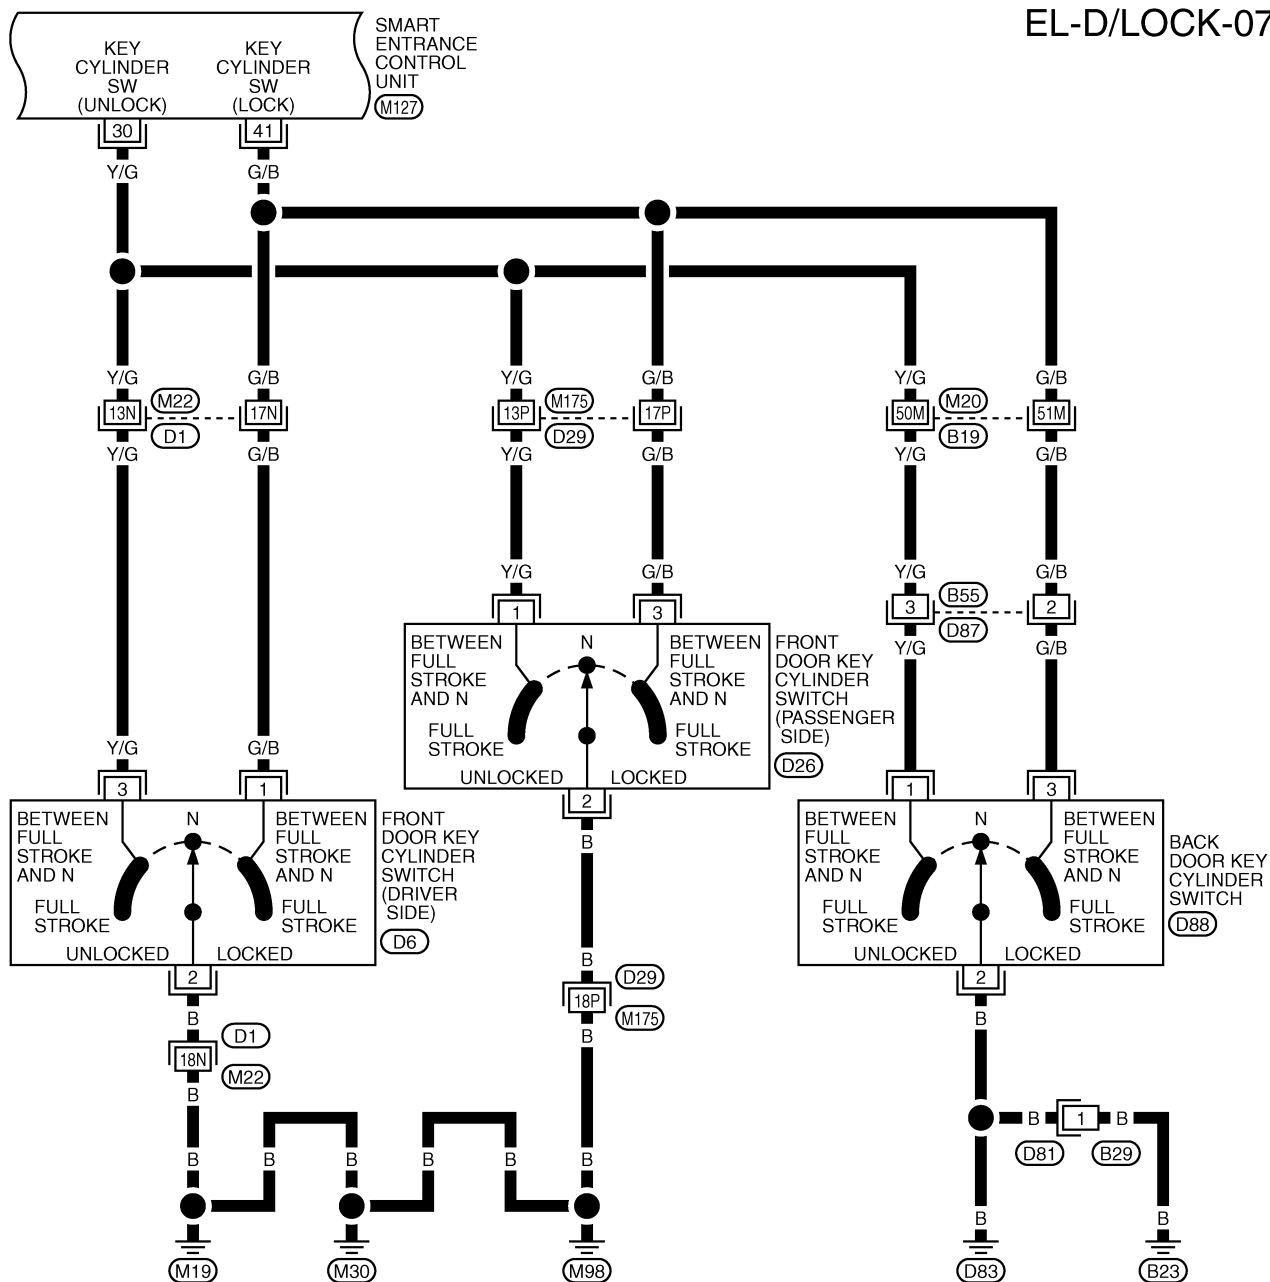 EL-D/LOCK-07
KEY
CYLINDER
SW
(UNLOCK)
KEY
CYLINDER
SW
(LOCK)
SMART
ENTRANCE
CONTROL
UNIT
M127
30
41
Y/G
G/B
Y/G
G/B
Y/G
G/B
Y/G
G/B
13N
M22
D1
17N
13P
M175
D29
17P
50M
M20
B19
51M
Y/G
G/B
Y/G
G/B
Y/G
G/B
Y/G
G/B
Y/G
G/B
1
3
3
B55
D87
2
Y/G
G/B
BETWEEN
FULL
STROKE
AND N
FULL
STROKE
N
BETWEEN
FULL
STROKE
AND N
FULL
STROKE
UNLOCKED
LOCKED
FRONT
DOOR KEY
CYLINDER
SWITCH
(PASSENGER
SIDE)
D26
2
Y/G
G/B
3
1
BETWEEN
FULL
STROKE
AND N
FULL
STROKE
N
BETWEEN
FULL
STROKE
AND N
FULL
STROKE
UNLOCKED
LOCKED
FRONT
DOOR KEY
CYLINDER
SWITCH
(DRIVER
SIDE)
D6
2
1
3
BETWEEN
FULL
STROKE
AND N
FULL
STROKE
N
BETWEEN
FULL
STROKE
AND N
FULL
STROKE
UNLOCKED
LOCKED
BACK
DOOR KEY
CYLINDER
SWITCH
D88
2
B
B
D29
18P
M175
B
B
D1
18N
M22
B
B
B
B
B
B
B
B
B
1
B
D81
B29
B
B
M19
M30
M98
D83
B23